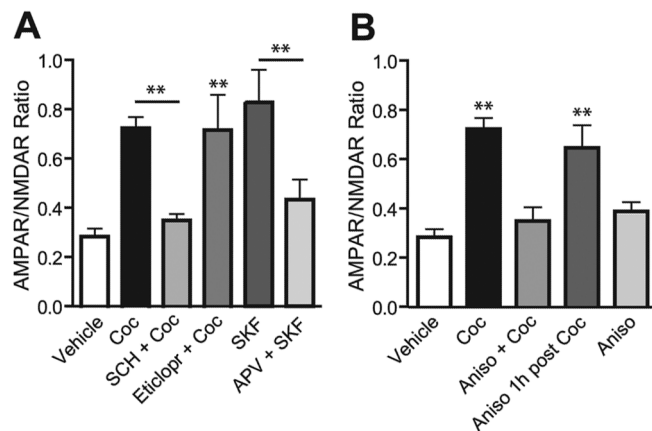 A
AMPAR/NMDAR Ratio
1.0
0.8
0.6
0.4
0.2
0.0
**
**
**
Vehicle
Coc
SCH + Coc
Eticlopr + Coc
SKF
APV + SKF
B
AMPAR/NMDAR Ratio
1.0
0.8
0.6
0.4
0.2
0.0
**
**
Vehicle
Coc
Aniso + Coc
Aniso 1h post Coc
Aniso